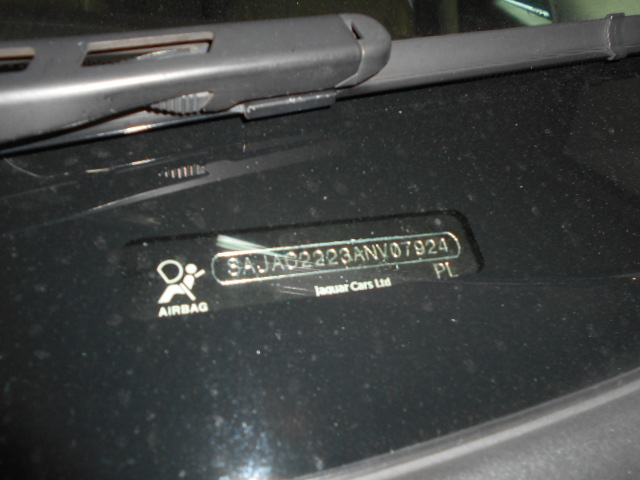 SAJAC2223ANV07924
PL
Jaguar Cars Ltd
AIRBAG